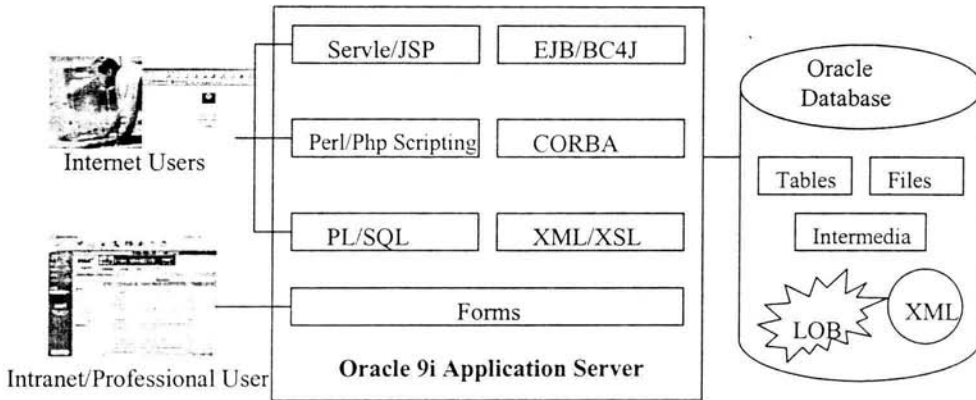 Servle/JSP
EJB/BC4J
Internet Users
Perl/Php Scripting
CORBA
PL/SQL
XML/XSL
Intranet/Professional User
Forms
Oracle 9i Application Server
Oracle
Database
Tables
Files
Intermedia
LOB
XML